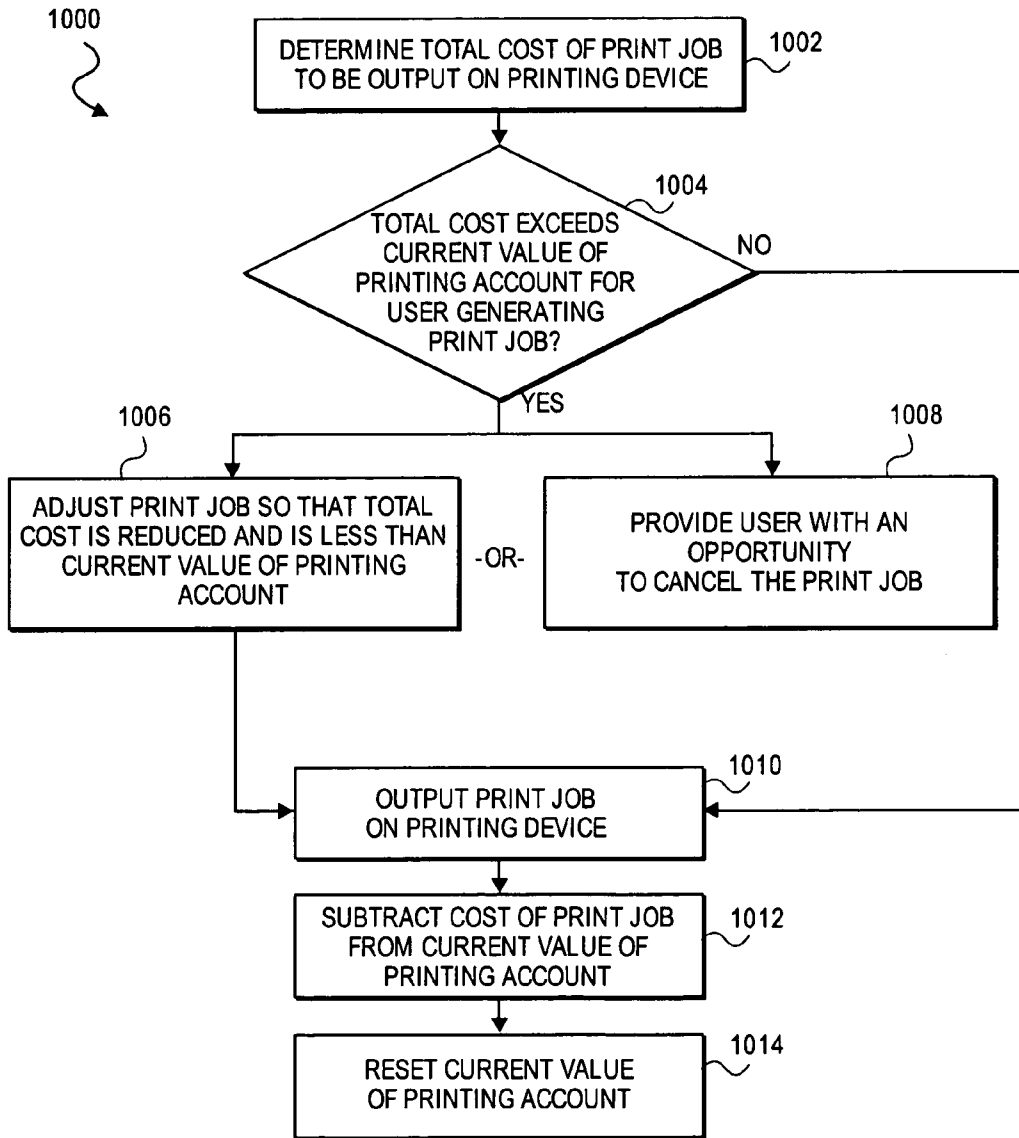 1000
DETERMINE TOTAL COST OF PRINT JOB
TO BE OUTPUT ON PRINTING DEVICE
1002
1004
TOTAL COST EXCEEDS
CURRENT VALUE OF
PRINTING ACCOUNT FOR
USER GENERATING
PRINT JOB?
NO
YES
1006
ADJUST PRINT JOB SO THAT TOTAL
COST IS REDUCED AND IS LESS THAN
CURRENT VALUE OF PRINTING
ACCOUNT
-OR-
1008
PROVIDE USER WITH AN
OPPORTUNITY
TO CANCEL THE PRINT JOB
1010
OUTPUT PRINT JOB
ON PRINTING DEVICE
SUBTRACT COST OF PRINT JOB
FROM CURRENT VALUE OF
PRINTING ACCOUNT
1012
RESET CURRENT VALUE
OF PRINTING ACCOUNT
1014